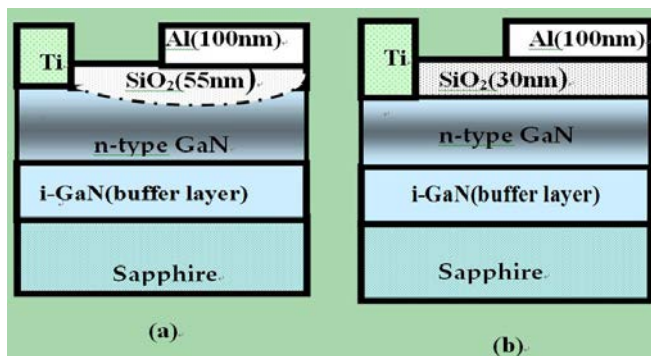 Al(100nm)
Ti
SiO₂(55nm)
n-type GaN
i-GaN(buffer layer)
Sapphire
(a)
Al(100nm)
Ti
SiO₂(30nm)
n-type GaN
i-GaN(buffer layer)
Sapphire
(b)